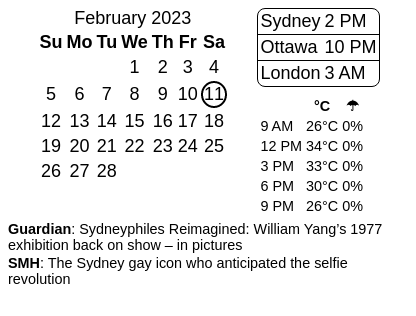 February 2023
Su Mo Tu We Th Fr Sa
1 2 3 4
5 6 7 8 9 10 11
12 13 14 15 16 17 18
19 20 21 22 23 24 25
26 27 28
Sydney 2 PM
Ottawa 10 PM
London 3 AM
°C ☂
9 AM 26°C 0%
12 PM 34°C 0%
3 PM 33°C 0%
6 PM 30°C 0%
9 PM 26°C 0%
Guardian: Sydneyphiles Reimagined: William Yang’s 1977
exhibition back on show – in pictures
SMH: The Sydney gay icon who anticipated the selfie
revolution